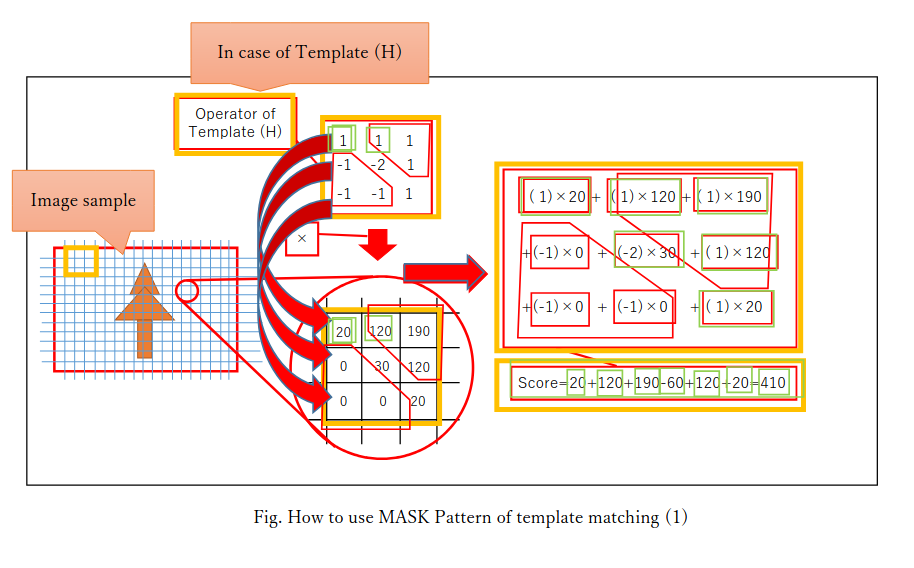 In case of Template (H)
Operator of
Template (H)
1 1 1
-1 -2 1
-1 -1 1
Image sample
×
20 120 190
0 30 120
0 0 20
( 1)×20 + ( 1)×120 + ( 1)×190
+(-1)×0 + (-2)×30 + ( 1)×120
+(-1)×0 + (-1)×0 + ( 1)×20
Score=20+120+190-60+120+20=410
Fig. How to use MASK Pattern of template matching (1)